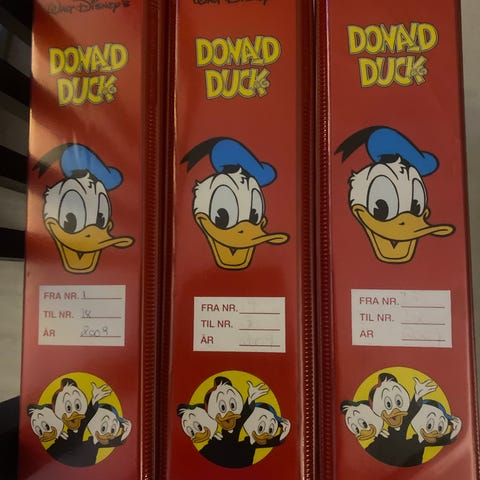 Walt Disney's
DONALD
DUCK
FRA NR. 1
TIL NR.
ÅR 2009
Walt Disney
DONALD
DUCK
FRA NR.
TIL NR.
ÅR
DONALD
DUCK
FRA NR.
TIL NR.
ÅR